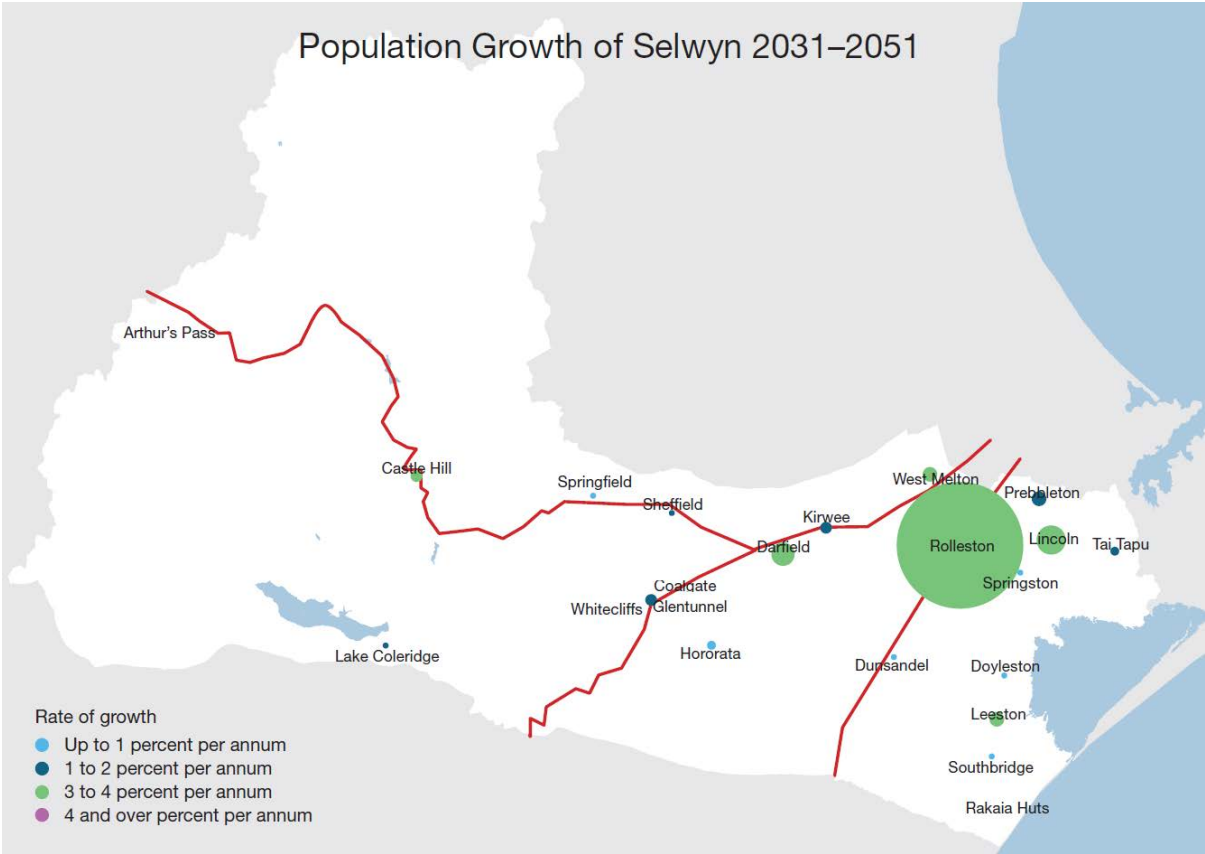 Population Growth of Selwyn 2031–2051
Arthur's Pass
Castle Hill
Springfield
Sheffield
West Melton
Prebbleton
Kirwee
Darfield
Rolleston
Lincoln
Tai Tapu
Springston
Coalgate
Whitecliffs
Glentunnel
Lake Coleridge
Hororata
Dunsandel
Doyleston
Leeston
Southbridge
Rakaia Huts
Rate of growth
Up to 1 percent per annum
1 to 2 percent per annum
3 to 4 percent per annum
4 and over percent per annum